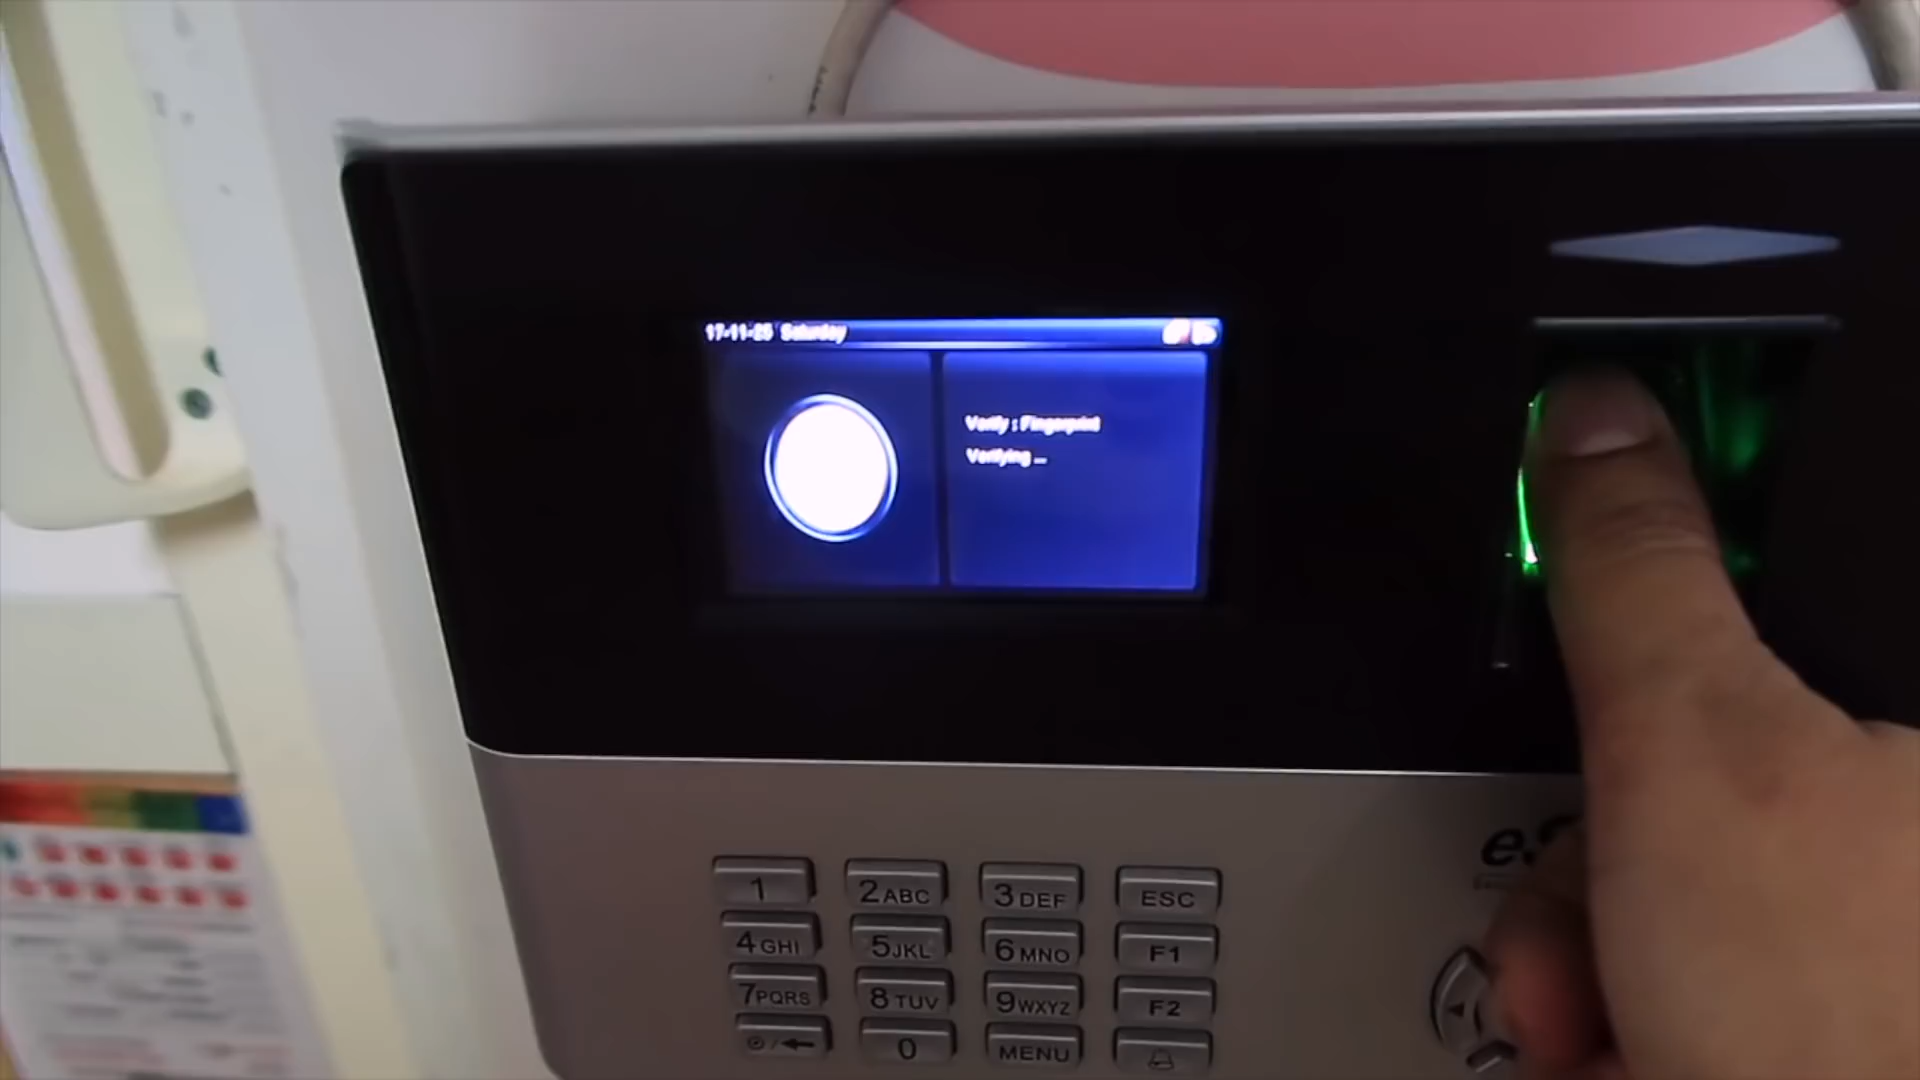 17-11-25 Saturday
Verify : Fingerprint
Verifying ...
1 2ABC 3DEF ESC
4GHI 5JKL 6MNO F1
7PQRS 8TUV 9WXYZ F2
0 MENU